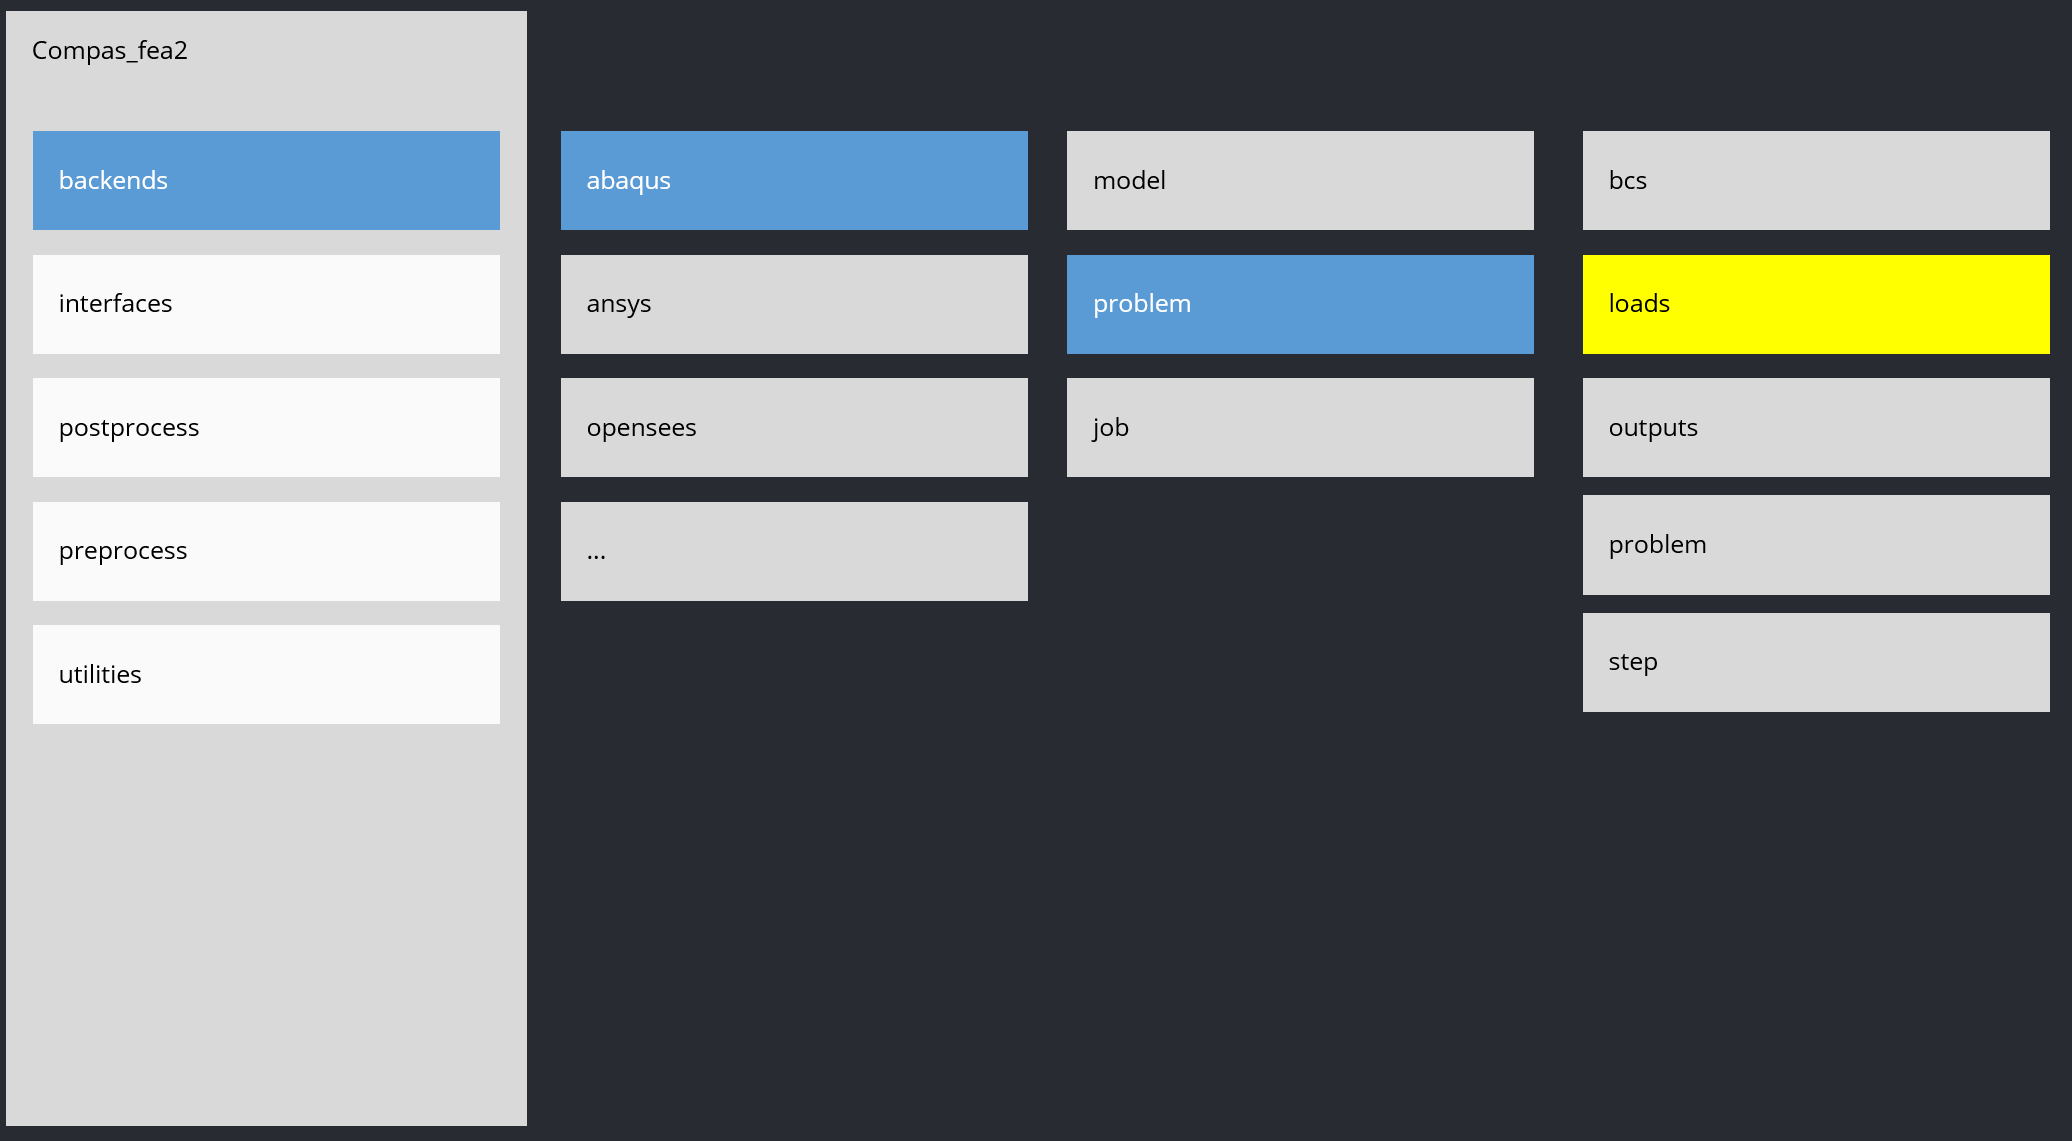 Compas_fea2
backends
interfaces
postprocess
preprocess
utilities
abaqus
ansys
opensees
...
model
problem
job
bcs
loads
outputs
problem
step